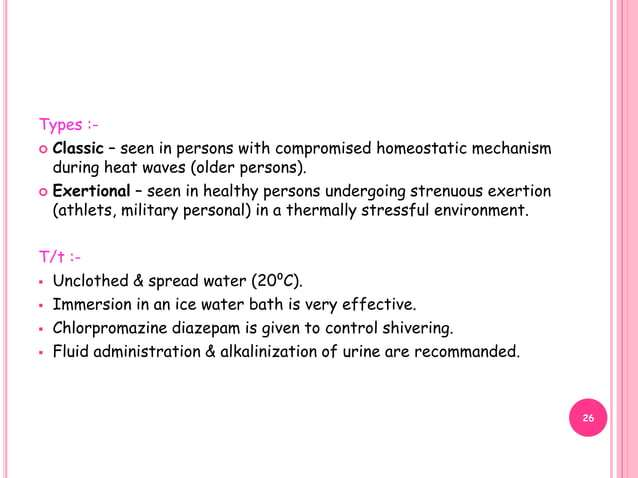 Types :-
Classic – seen in persons with compromised homeostatic mechanism
during heat waves (older persons).
Exertional – seen in healthy persons undergoing strenuous exertion
(athlets, military personal) in a thermally stressful environment.
T/t :-
Unclothed & spread water (20⁰C).
Immersion in an ice water bath is very effective.
Chlorpromazine diazepam is given to control shivering.
Fluid administration & alkalinization of urine are recommanded.
26